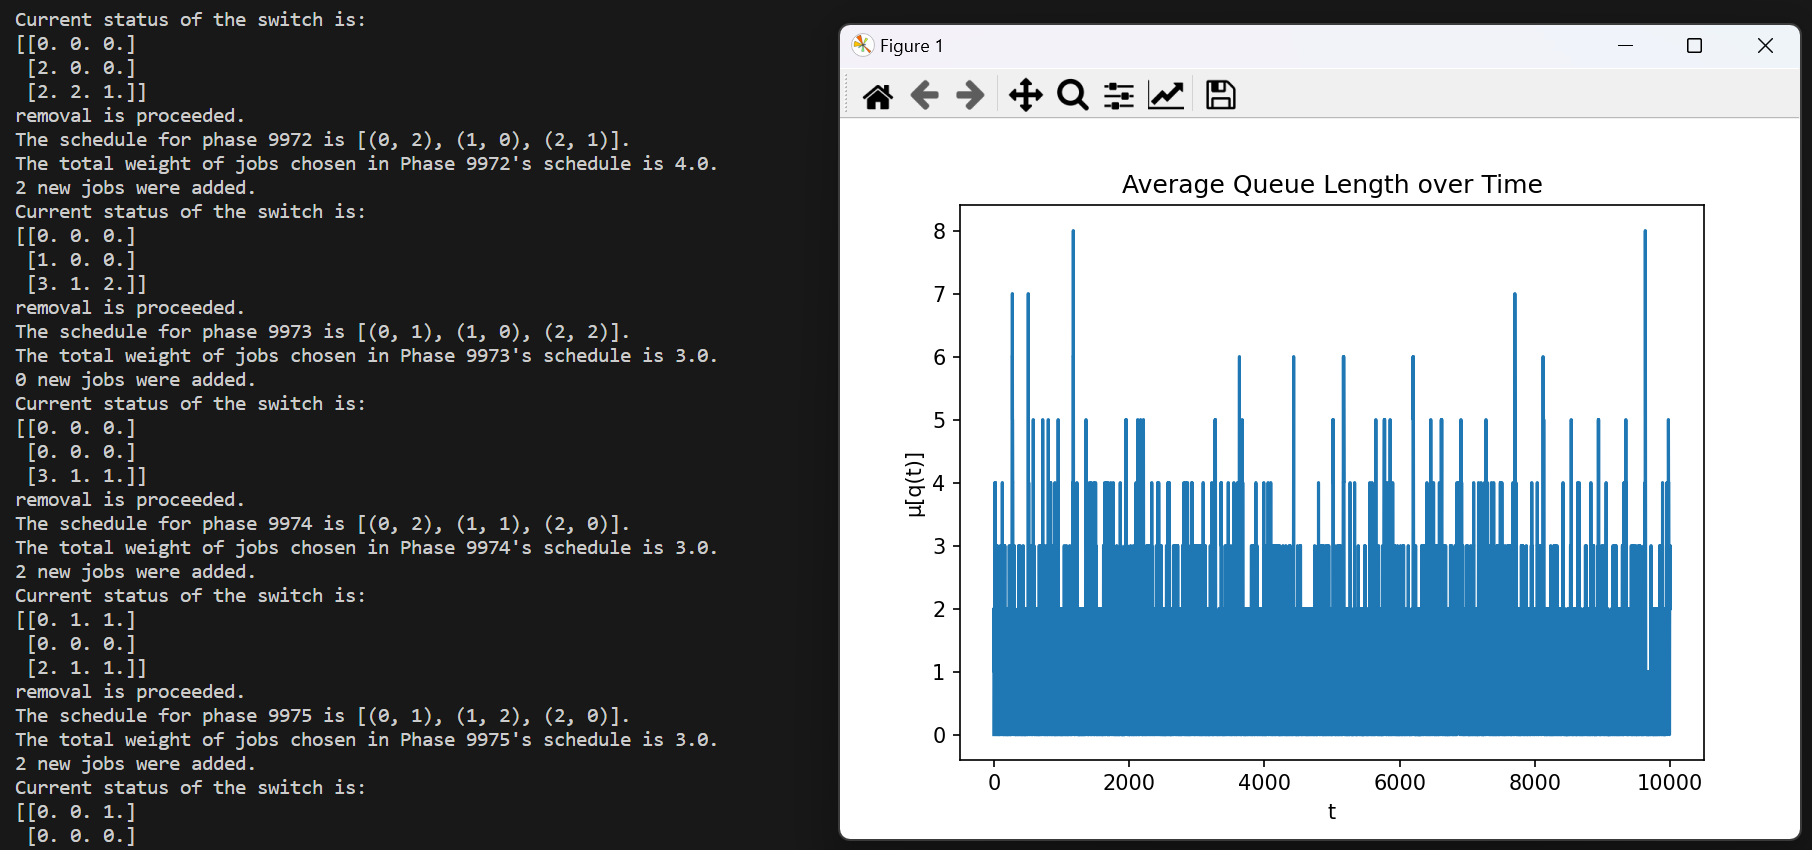 Current status of the switch is:
[[0. 0. 0.]
 [2. 0. 0.]
 [2. 2. 1.]]
removal is proceeded.
The schedule for phase 9972 is [(0, 2), (1, 0), (2, 1)].
The total weight of jobs chosen in Phase 9972's schedule is 4.0.
2 new jobs were added.
Current status of the switch is:
[[0. 0. 0.]
 [1. 0. 0.]
 [3. 1. 2.]]
removal is proceeded.
The schedule for phase 9973 is [(0, 1), (1, 0), (2, 2)].
The total weight of jobs chosen in Phase 9973's schedule is 3.0.
0 new jobs were added.
Current status of the switch is:
[[0. 0. 0.]
 [0. 0. 0.]
 [3. 1. 1.]]
removal is proceeded.
The schedule for phase 9974 is [(0, 2), (1, 1), (2, 0)].
The total weight of jobs chosen in Phase 9974's schedule is 3.0.
2 new jobs were added.
Current status of the switch is:
[[0. 1. 1.]
 [0. 0. 0.]
 [2. 1. 1.]]
removal is proceeded.
The schedule for phase 9975 is [(0, 1), (1, 2), (2, 0)].
The total weight of jobs chosen in Phase 9975's schedule is 3.0.
2 new jobs were added.
Current status of the switch is:
[[0. 0. 1.]
 [0. 0. 0.]
Figure 1
Average Queue Length over Time
8
7
6
5
4
3
2
1
0
μ[q(t)]
0 2000 4000 6000 8000 10000
t